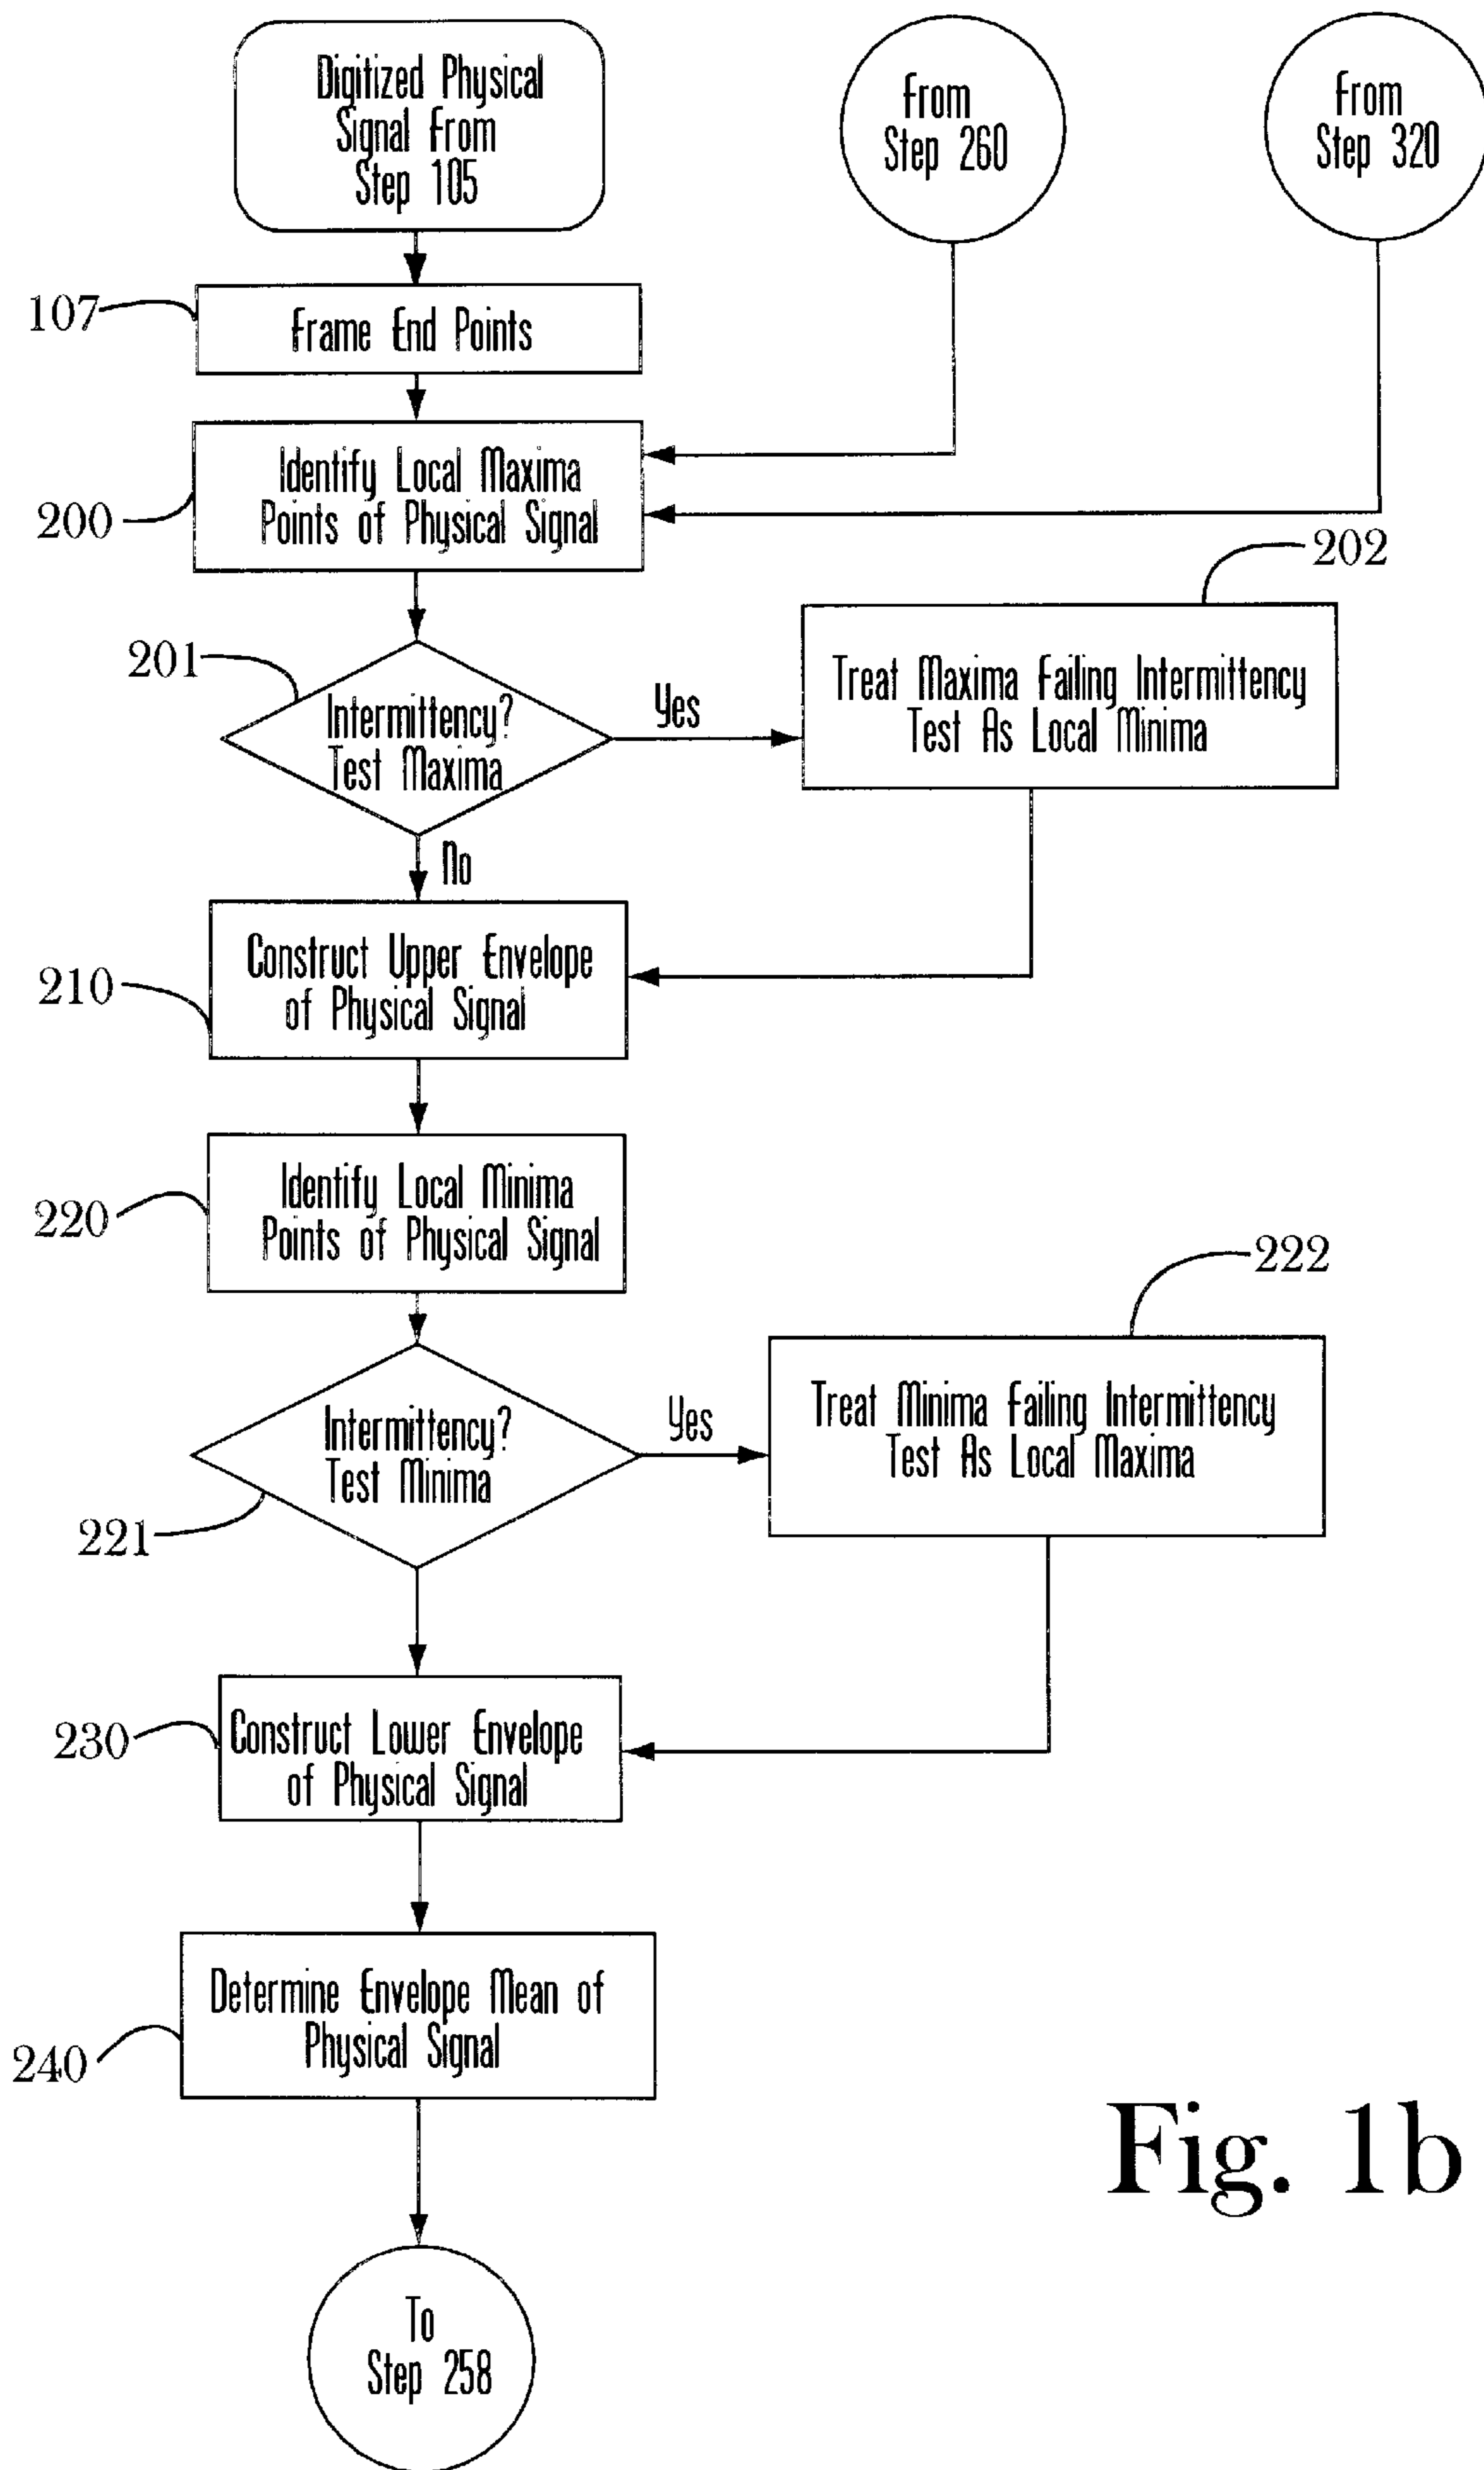 Digitized Physical
Signal From
Step 105
From
Step 260
From
Step 320
107
Frame End Points
200
Identify Local Maxima
Points of Physical Signal
202
201
Intermittency?
Test Maxima
Yes
Treat Maxima Failing Intermittency
Test As Local Minima
No
210
Construct Upper Envelope
of Physical Signal
220
Identify Local Minima
Points of Physical Signal
222
221
Intermittency?
Test Minima
Yes
Treat Minima Failing Intermittency
Test As Local Maxima
230
Construct Lower Envelope
of Physical Signal
240
Determine Envelope Mean of
Physical Signal
To
Step 258
Fig. 1b